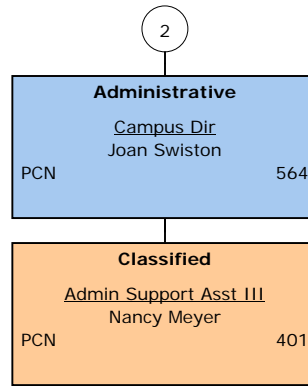 2
Administrative
Campus Dir
Joan Swiston
PCN 564
Classified
Admin Support Asst III
Nancy Meyer
PCN 401